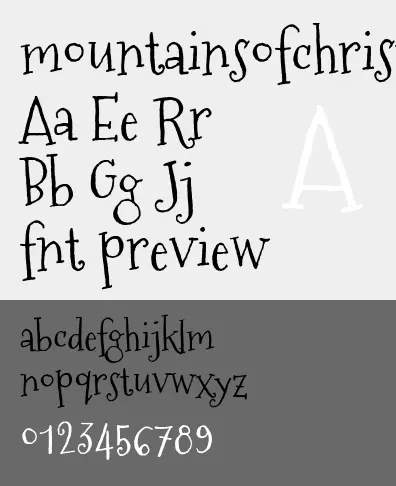 mountainsofchris
Aa Ee Rr
A
Bb Gg Jj
fnt preview
abcdefghijklm
nopqrstuvwxyz
0123456789